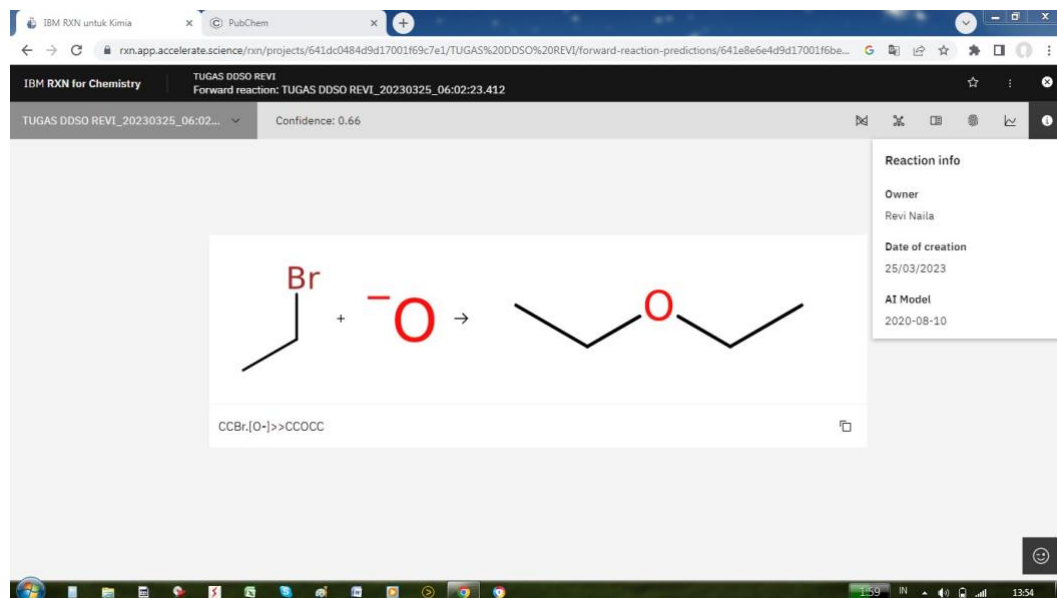 IBM RXN untuk Kimia
PubChem
rxn.app.accelerate.science/rxn/projects/641dc0484d9d17001f69c7e1/TUGAS%20DDSO%20REVI/forward-reaction-predictions/641e8e6e4d9d17001f6be...
IBM RXN for Chemistry
TUGAS DDSO REVI
Forward reaction: TUGAS DDSO REVI_20230325_06:02:23.412
TUGAS DDSO REVI_20230325_06:02...
Confidence: 0.66
Reaction info
Owner
Revi Naila
Date of creation
25/03/2023
AI Model
2020-08-10
Br
+ −O → O
CCBr.[O-]>>CCOCC
1:59 IN 13:54